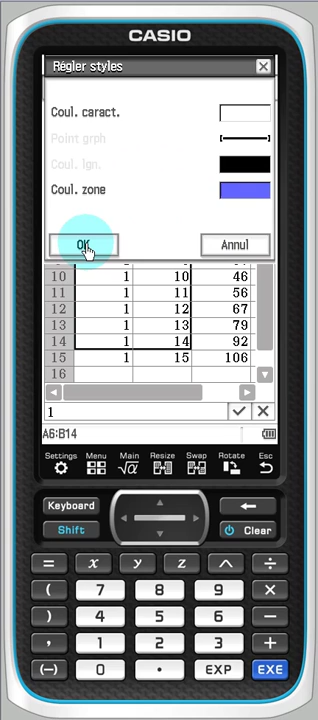 CASIO
Régler styles
Coul. caract.
Point grph
Coul. lgn.
Coul. zone
OK Annul
10 1 10 46
11 1 11 56
12 1 12 67
13 1 13 79
14 1 14 92
15 1 15 106
16
1
A6:B14
Settings Menu Main Resize Swap Rotate Esc
√α
Keyboard
Shift Clear
= x y z ^ ÷
( 7 8 9 ×
) 4 5 6 −
, 1 2 3 +
(−) 0 • EXP EXE